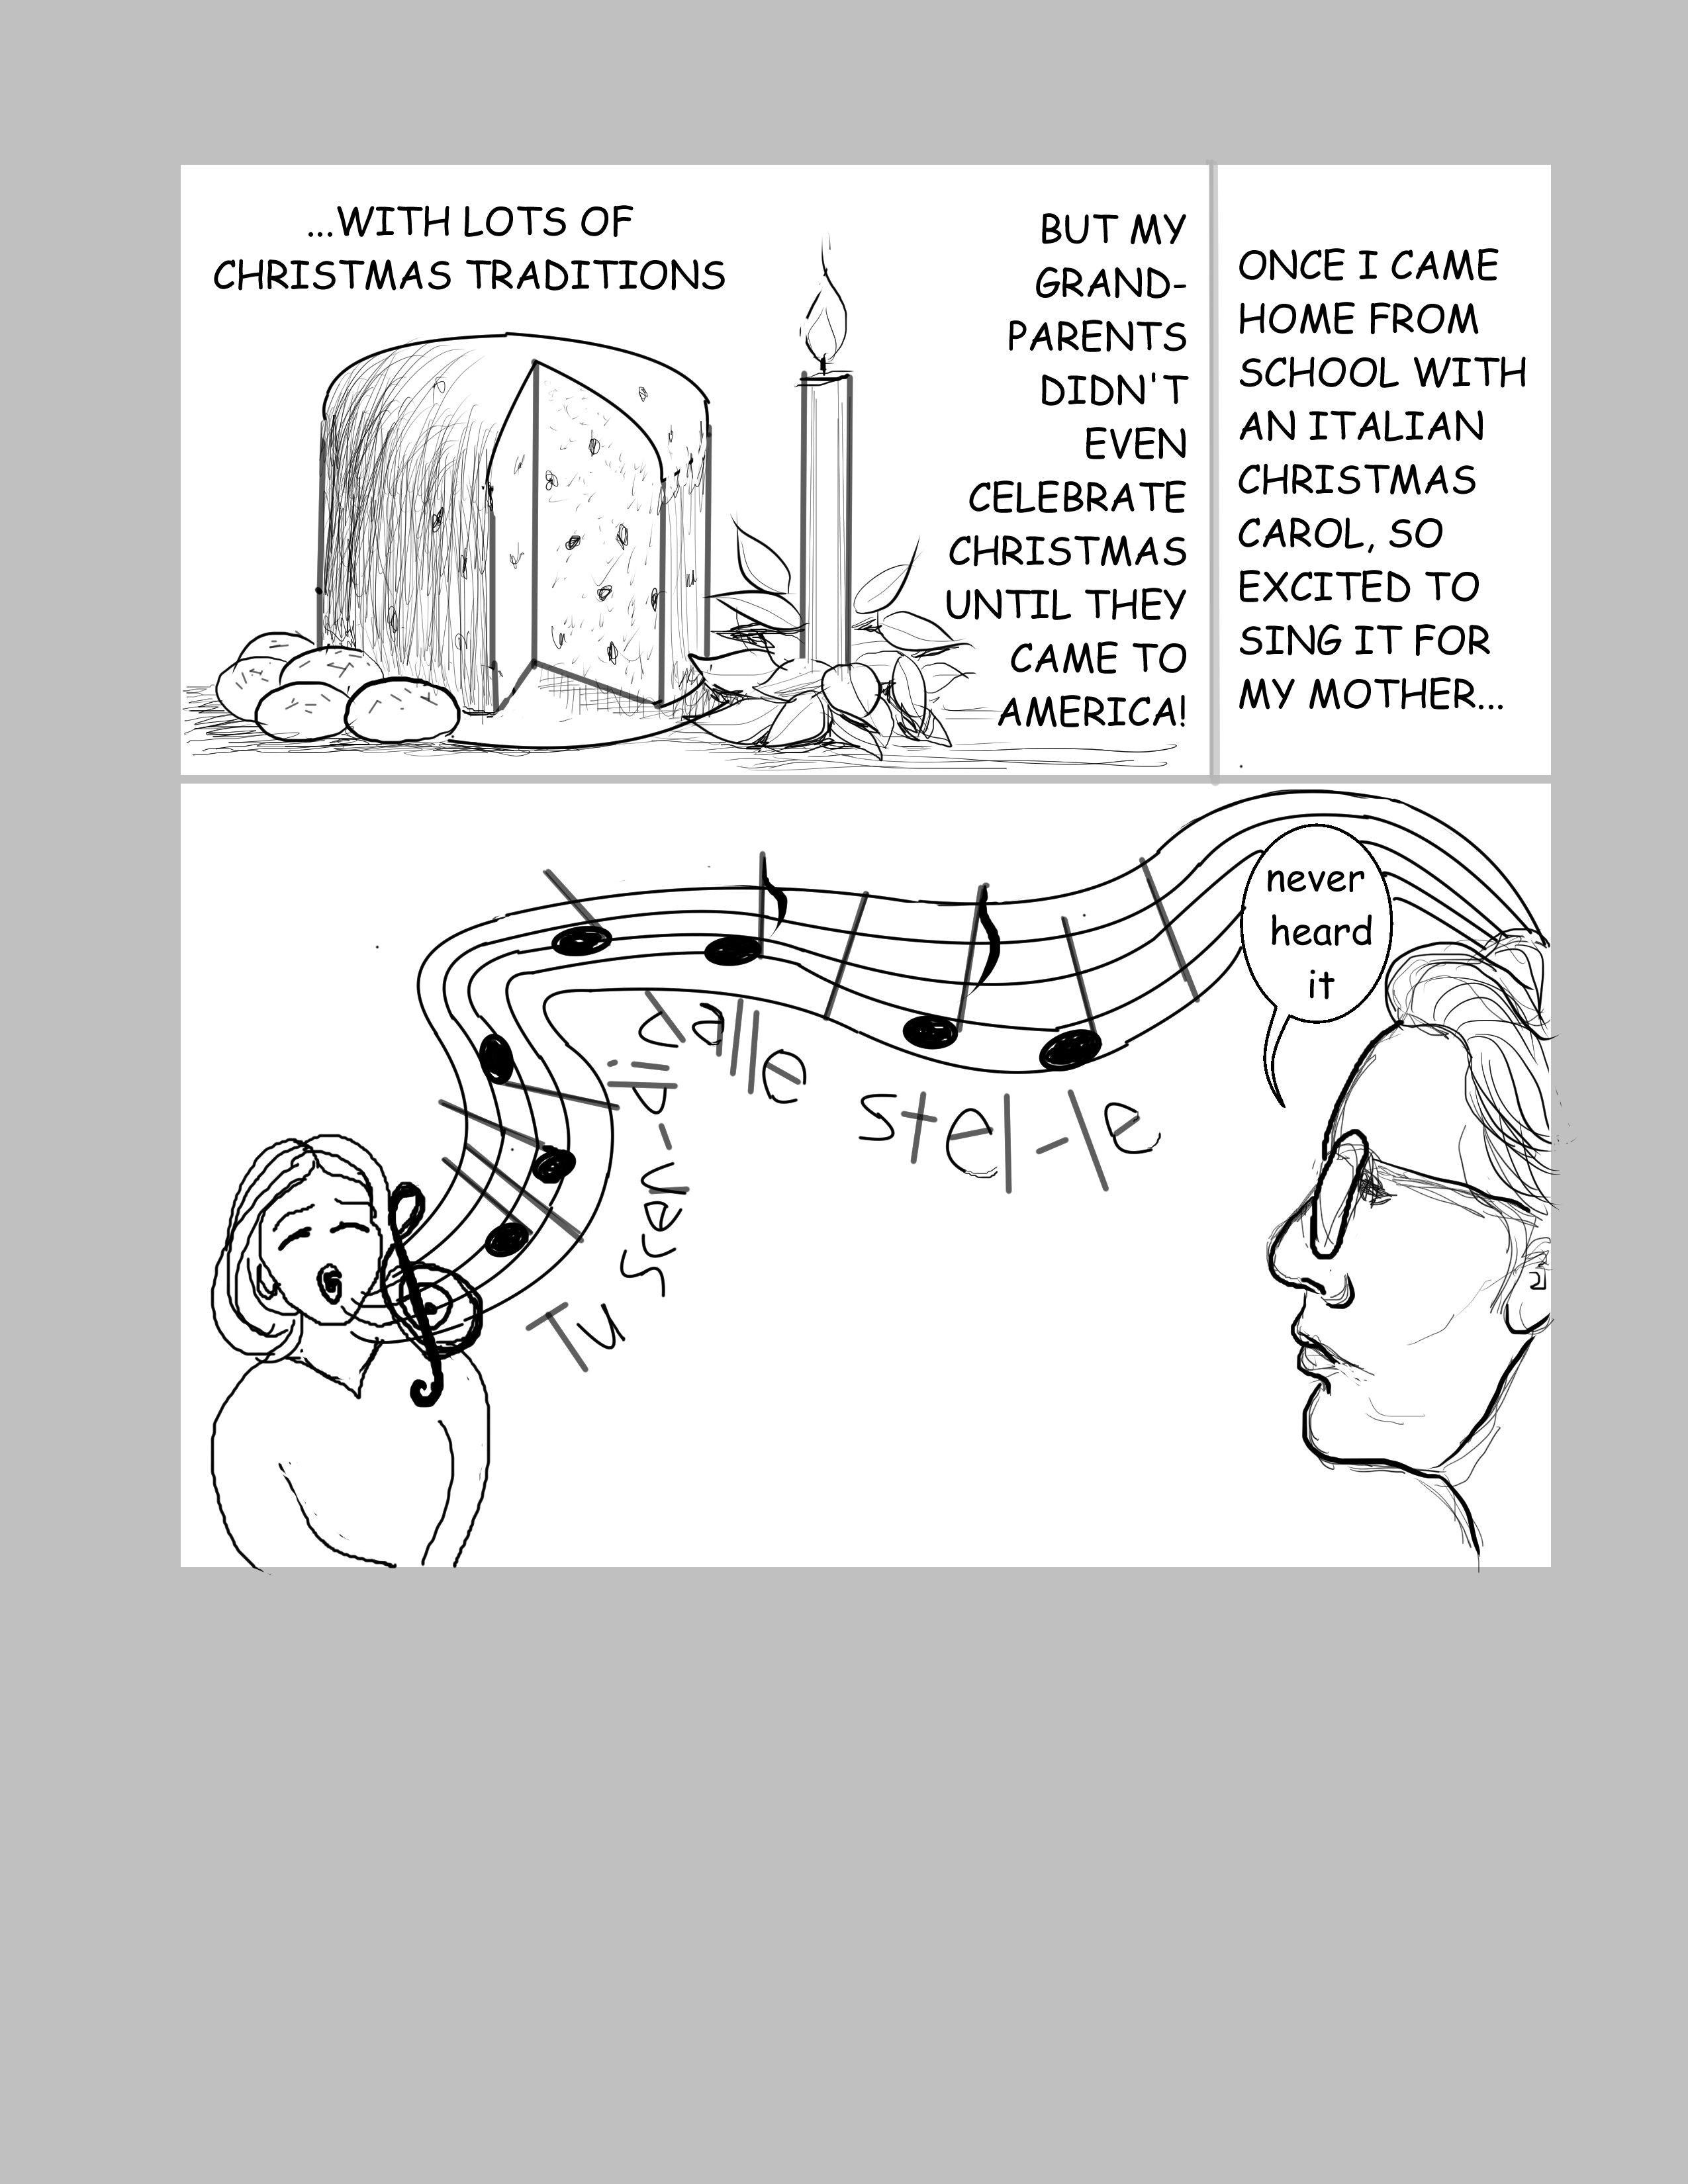 ...WITH LOTS OF
CHRISTMAS TRADITIONS
BUT MY
GRAND-
PARENTS
DIDN'T
EVEN
CELEBRATE
CHRISTMAS
UNTIL THEY
CAME TO
AMERICA!
ONCE I CAME
HOME FROM
SCHOOL WITH
AN ITALIAN
CHRISTMAS
CAROL, SO
EXCITED TO
SING IT FOR
MY MOTHER...
Tu scen-di dalle stel-le
never
heard
it